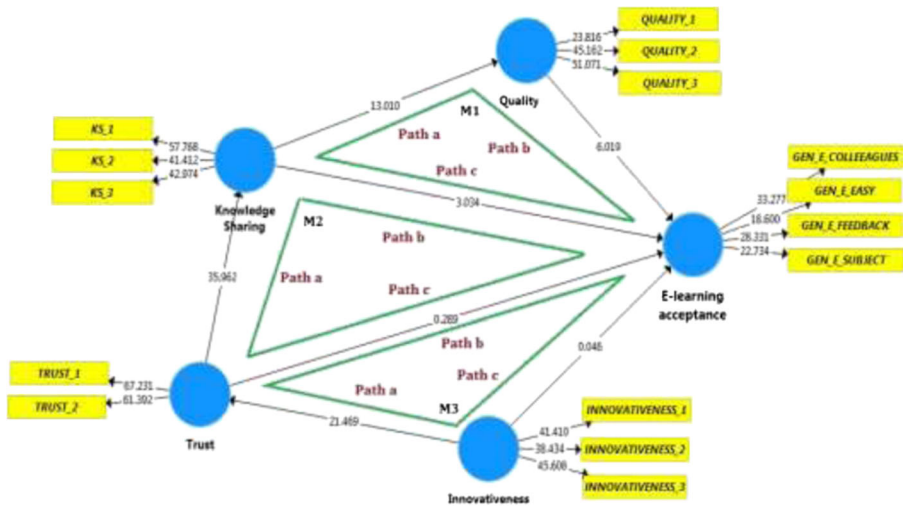 QUALITY_1
23.816
QUALITY_2
45.162
51.071
QUALITY_3
Quality
13.010
M1
Path a
Path b
Path c
6.019
KS_1
57.768
KS_2
41.412
KS_3
42.974
Knowledge
Sharing
3.034
GEN_E_COLLEEAGUES
33.277
GEN_E_EASY
18.600
GEN_E_FEEDBACK
28.331
22.734
GEN_E_SUBJECT
E-learning
acceptance
M2
Path b
Path a
Path c
35.962
0.289
Path b
Path c
Path a
M3
0.046
TRUST_1
67.231
TRUST_2
61.392
Trust
21.469
INNOVATIVENESS_1
41.410
38.434
INNOVATIVENESS_2
45.608
INNOVATIVENESS_3
Innovativeness